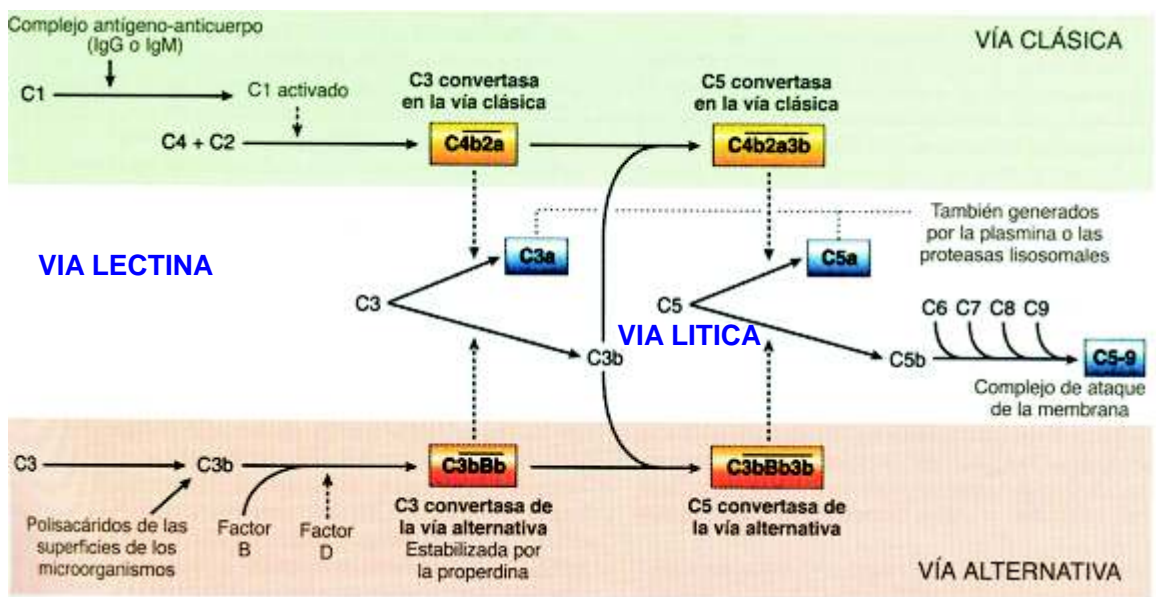 Complejo antígeno-anticuerpo
(IgG o IgM)
VÍA CLÁSICA
C1
C1 activado
C3 convertasa
en la vía clásica
C5 convertasa
en la vía clásica
C4 + C2
C4b2a
C4b2a3b
También generados
por la plasmina o las
proteasas lisosomales
VIA LECTINA
C3a
C5a
C3
C5
VIA LITICA
C6 C7 C8 C9
C3b
C5b
C5-9
Complejo de ataque
de la membrana
C3
C3b
C3bBb
C3bBb3b
Polisacáridos de las
superficies de los
microorganismos
Factor
B
Factor
D
C3 convertasa de
la vía alternativa
Estabilizada por
la properdina
C5 convertasa de
la vía alternativa
VÍA ALTERNATIVA